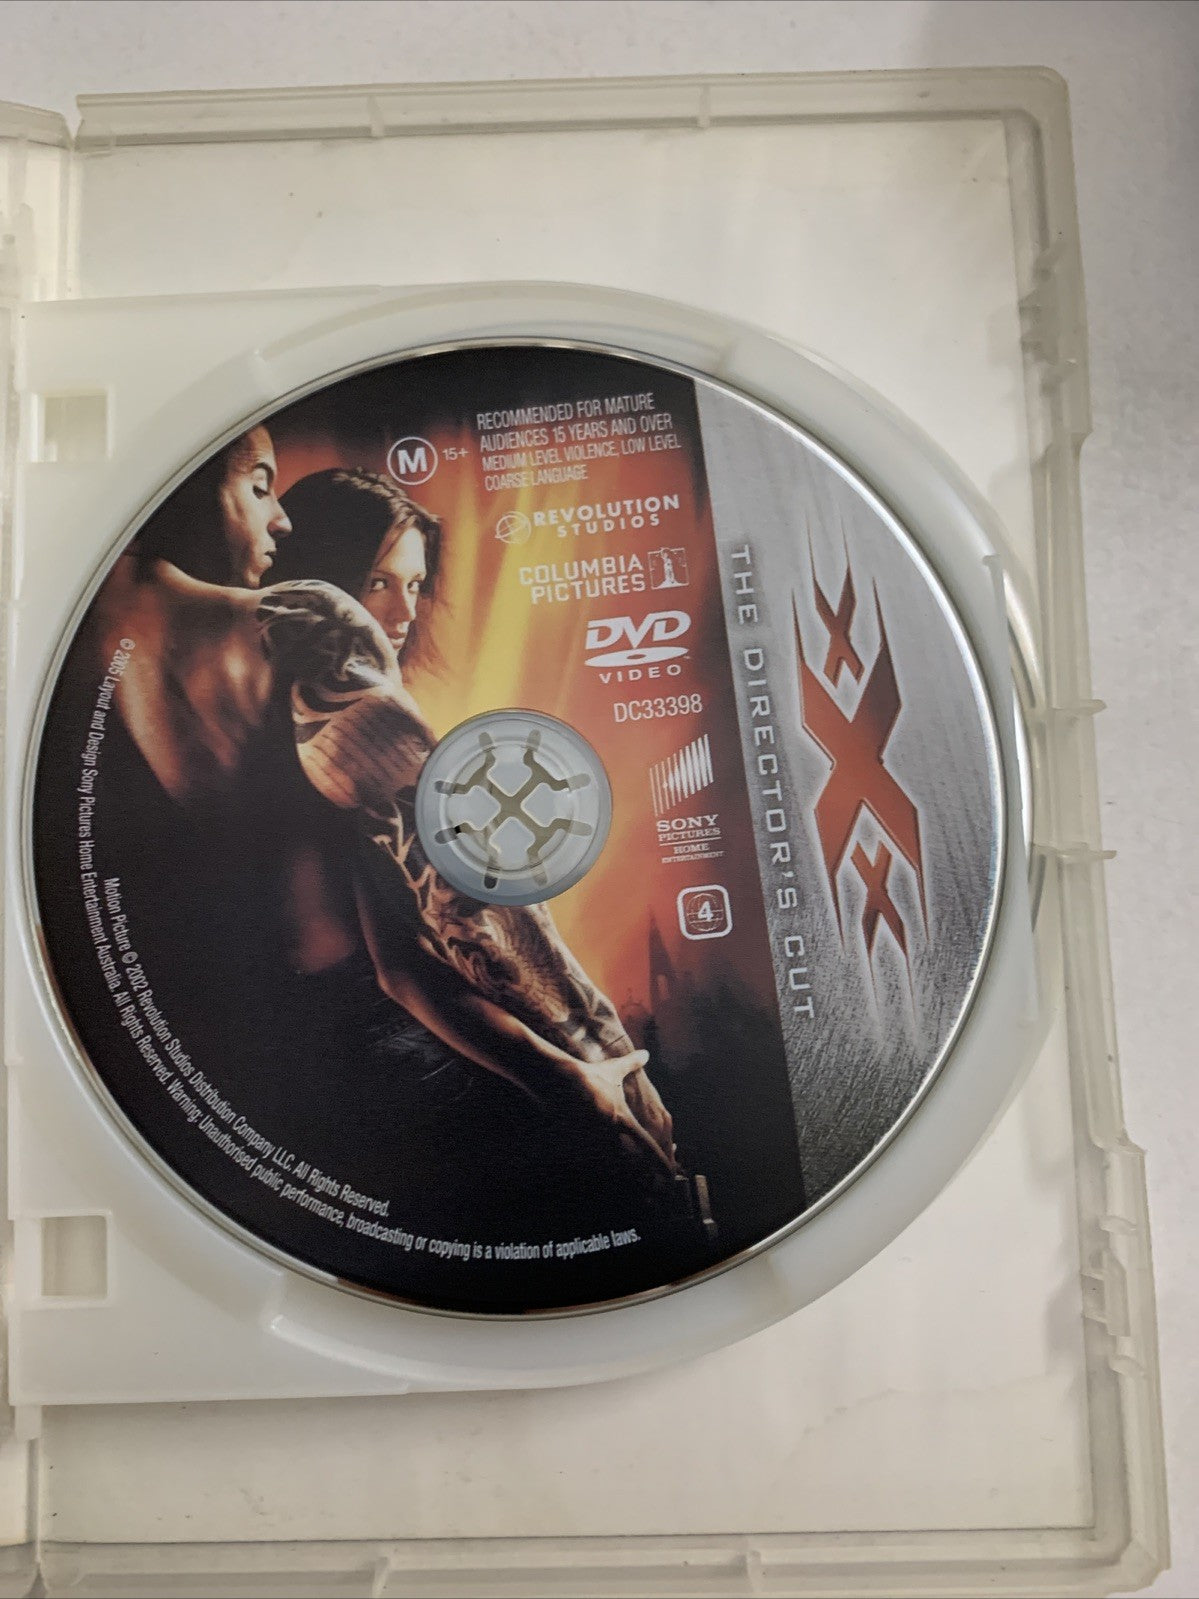 M 15+
RECOMMENDED FOR MATURE
AUDIENCES 15 YEARS AND OVER
MEDIUM LEVEL VIOLENCE, LOW LEVEL
COARSE LANGUAGE
REVOLUTION
STUDIOS
COLUMBIA
PICTURES
DVD
VIDEO
DC33398
SONY
PICTURES
HOME
ENTERTAINMENT
4
THE DIRECTOR'S CUT
xXx
© 2005 Layout and Design Sony Pictures Home Entertainment Australia. All Rights Reserved. Warning: Unauthorised public performance, broadcasting or copying is a violation of applicable laws.
Motion Picture © 2002 Revolution Studios Distribution Company LLC. All Rights Reserved.